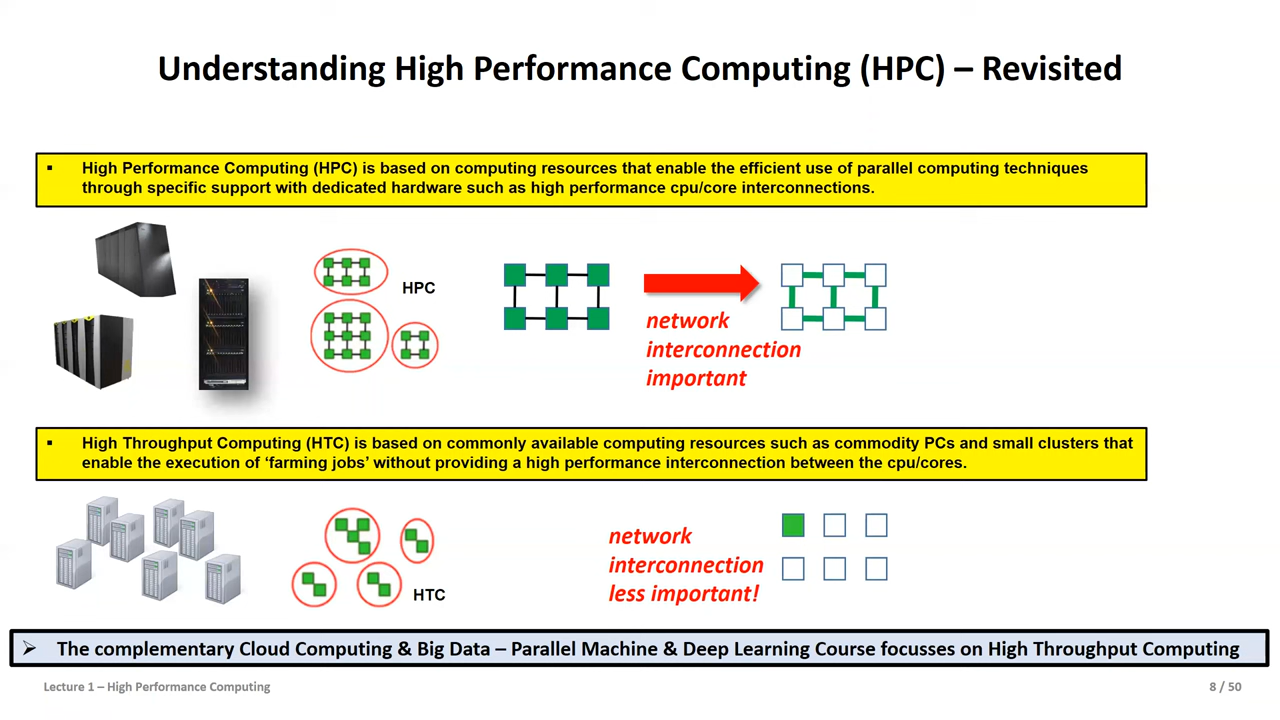 Understanding High Performance Computing (HPC) – Revisited
▪ High Performance Computing (HPC) is based on computing resources that enable the efficient use of parallel computing techniques
through specific support with dedicated hardware such as high performance cpu/core interconnections.
HPC
network
interconnection
important
▪ High Throughput Computing (HTC) is based on commonly available computing resources such as commodity PCs and small clusters that
enable the execution of ‘farming jobs’ without providing a high performance interconnection between the cpu/cores.
HTC
network
interconnection
less important!
➢ The complementary Cloud Computing & Big Data – Parallel Machine & Deep Learning Course focusses on High Throughput Computing
Lecture 1 – High Performance Computing
8 / 50